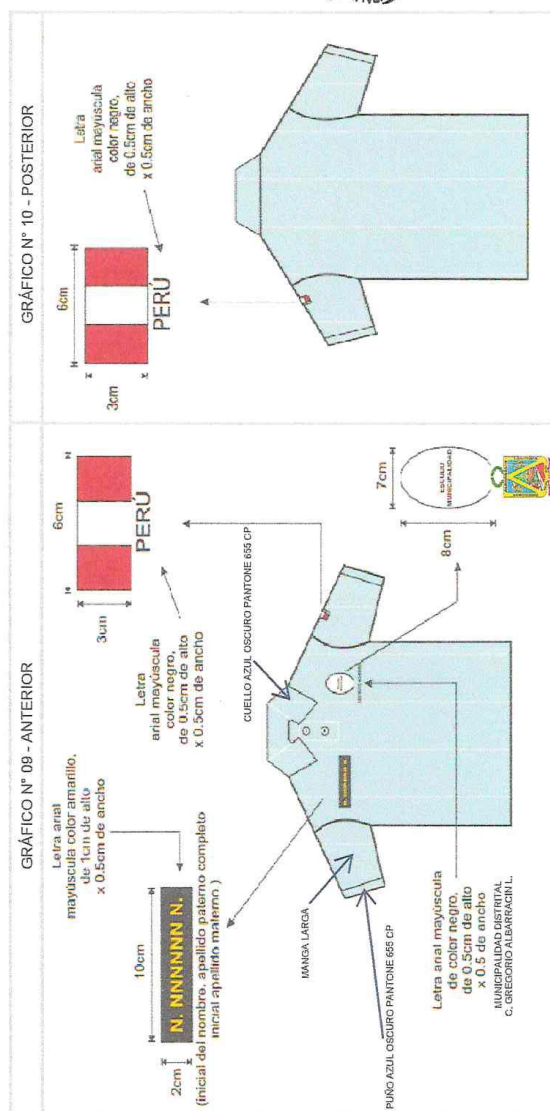 GRÁFICO N° 09 - ANTERIOR
Letra arial
mayúscula color amarillo,
de 1cm de alto
x 0.5cm de ancho
10cm
2cm
N. NNNNNN N.
(inicial del nombre, apellido paterno completo
inicial apellido materno )
6cm
3cm
PERÚ
Letra
arial mayúscula
color negro,
de 0.5cm de alto
x 0.5cm de ancho
CUELLO AZUL OSCURO PANTONE 655 CP
MANGA LARGA
PUÑO AZUL OSCURO PANTONE 655 CP
7cm
8cm
ESCUDO
MUNICIPALIDAD
Letra arial mayúscula
de color negro,
de 0.5cm de alto
x 0.5 de ancho
MUNICIPALIDAD DISTRITAL
C. GREGORIO ALBARRACIN L.
GRÁFICO N° 10 - POSTERIOR
6cm
3cm
PERÚ
Letra
arial mayúscula
color negro,
de 0.5cm de alto
x 0.5cm de ancho